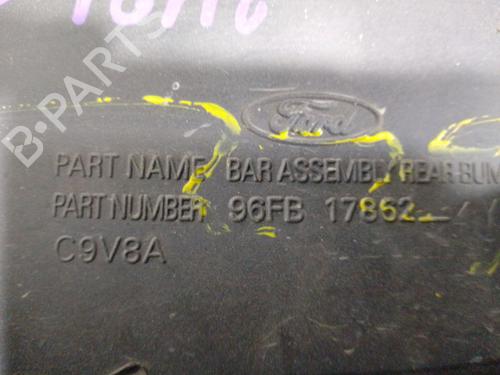 B-PARTS
Ford
PART NAME BAR ASSEMBLY REAR BUM
PART NUMBER 96FB 17862
C9V8A